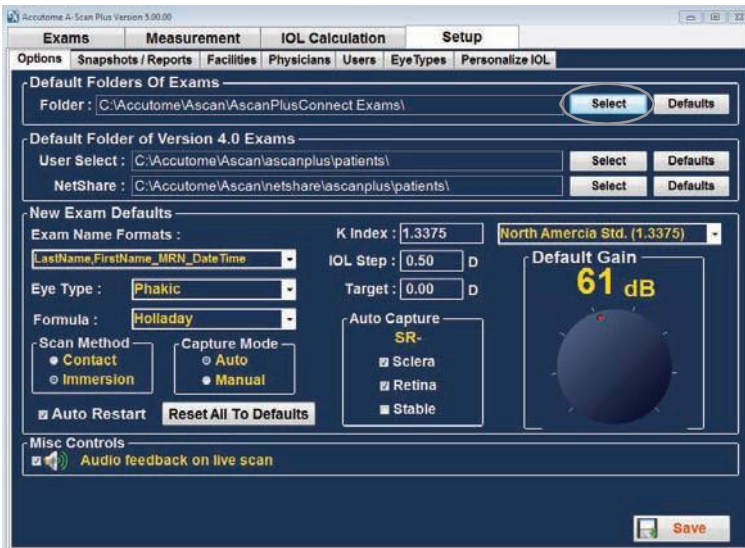 Accutome A-Scan Plus Version 5.00.00
Exams Measurement IOL Calculation Setup
Options Snapshots / Reports Facilities Physicians Users EyeTypes Personalize IOL
Default Folders Of Exams
Folder : C:\Accutome\Ascan\AscanPlusConnect Exams\ Select Defaults
Default Folder of Version 4.0 Exams
User Select : C:\Accutome\Ascan\ascanplus\patients\ Select Defaults
NetShare : C:\Accutome\Ascan\netshare\ascanplus\patients\ Select Defaults
New Exam Defaults
Exam Name Formats :
LastName,FirstName_MRN_DateTime
Eye Type : Phakic
Formula : Holladay
Scan Method
Contact
Immersion
Capture Mode
Auto
Manual
Auto Restart Reset All To Defaults
K Index : 1.3375 North Amercia Std. (1.3375)
IOL Step : 0.50 D
Target : 0.00 D
Auto Capture
SR-
Sclera
Retina
Stable
Default Gain
61 dB
Misc Controls
Audio feedback on live scan
Save